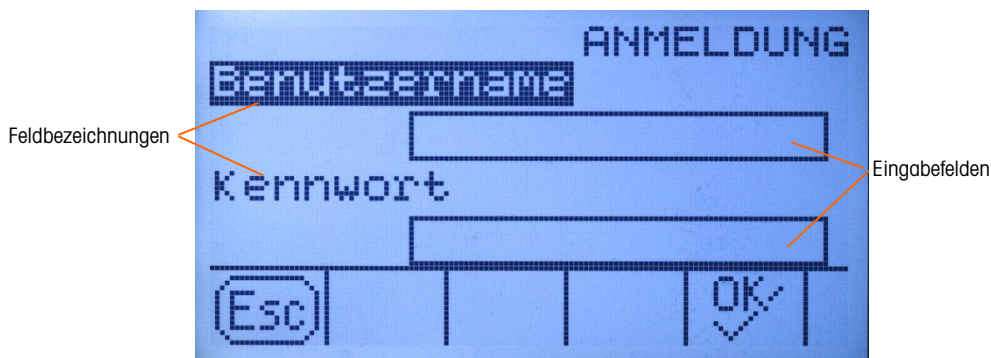 ANMELDUNG
Benutzername
Feldbezeichnungen
Eingabefelden
Kennwort
Esc
OK